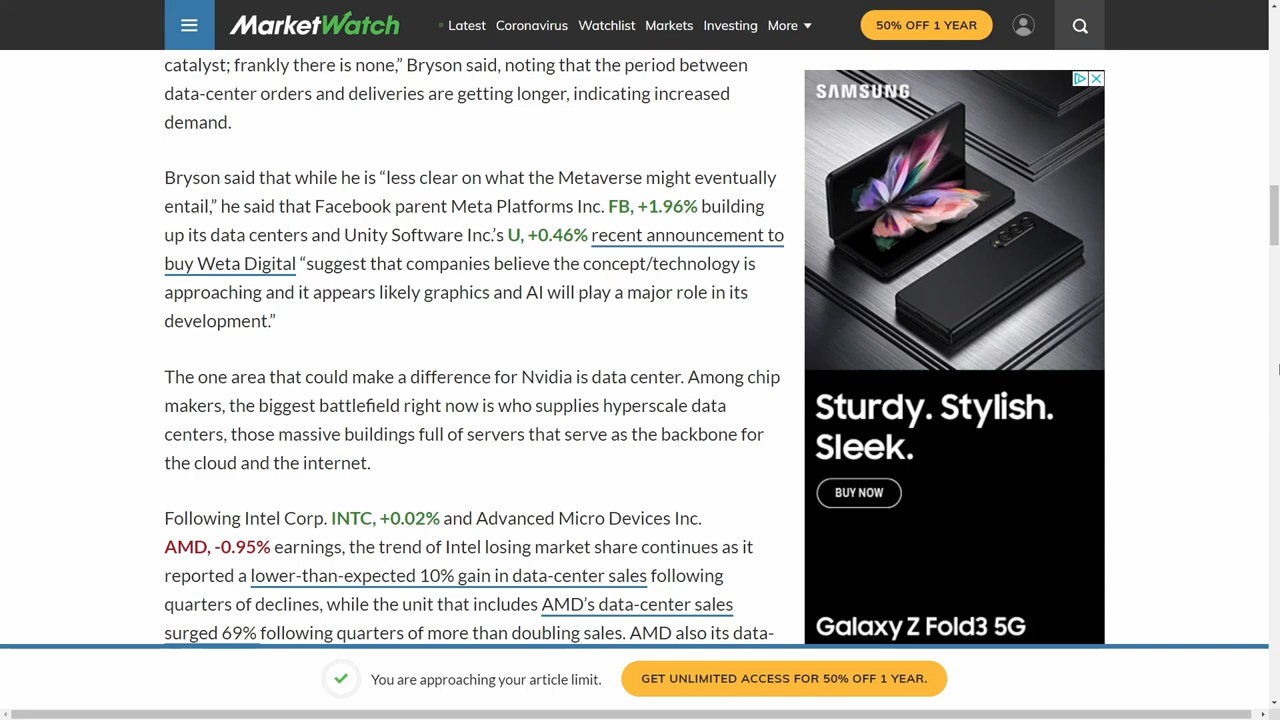 MarketWatch
Latest Coronavirus Watchlist Markets Investing More
50% OFF 1 YEAR
catalyst; frankly there is none,” Bryson said, noting that the period between
data-center orders and deliveries are getting longer, indicating increased
demand.
Bryson said that while he is “less clear on what the Metaverse might eventually
entail,” he said that Facebook parent Meta Platforms Inc. FB, +1.96% building
up its data centers and Unity Software Inc.’s U, +0.46% recent announcement to
buy Weta Digital “suggest that companies believe the concept/technology is
approaching and it appears likely graphics and AI will play a major role in its
development.”
The one area that could make a difference for Nvidia is data center. Among chip
makers, the biggest battlefield right now is who supplies hyperscale data
centers, those massive buildings full of servers that serve as the backbone for
the cloud and the internet.
Following Intel Corp. INTC, +0.02% and Advanced Micro Devices Inc.
AMD, -0.95% earnings, the trend of Intel losing market share continues as it
reported a lower-than-expected 10% gain in data-center sales following
quarters of declines, while the unit that includes AMD’s data-center sales
surged 69% following quarters of more than doubling sales. AMD also its data-
SAMSUNG
Sturdy. Stylish.
Sleek.
BUY NOW
Galaxy Z Fold3 5G
You are approaching your article limit.
GET UNLIMITED ACCESS FOR 50% OFF 1 YEAR.